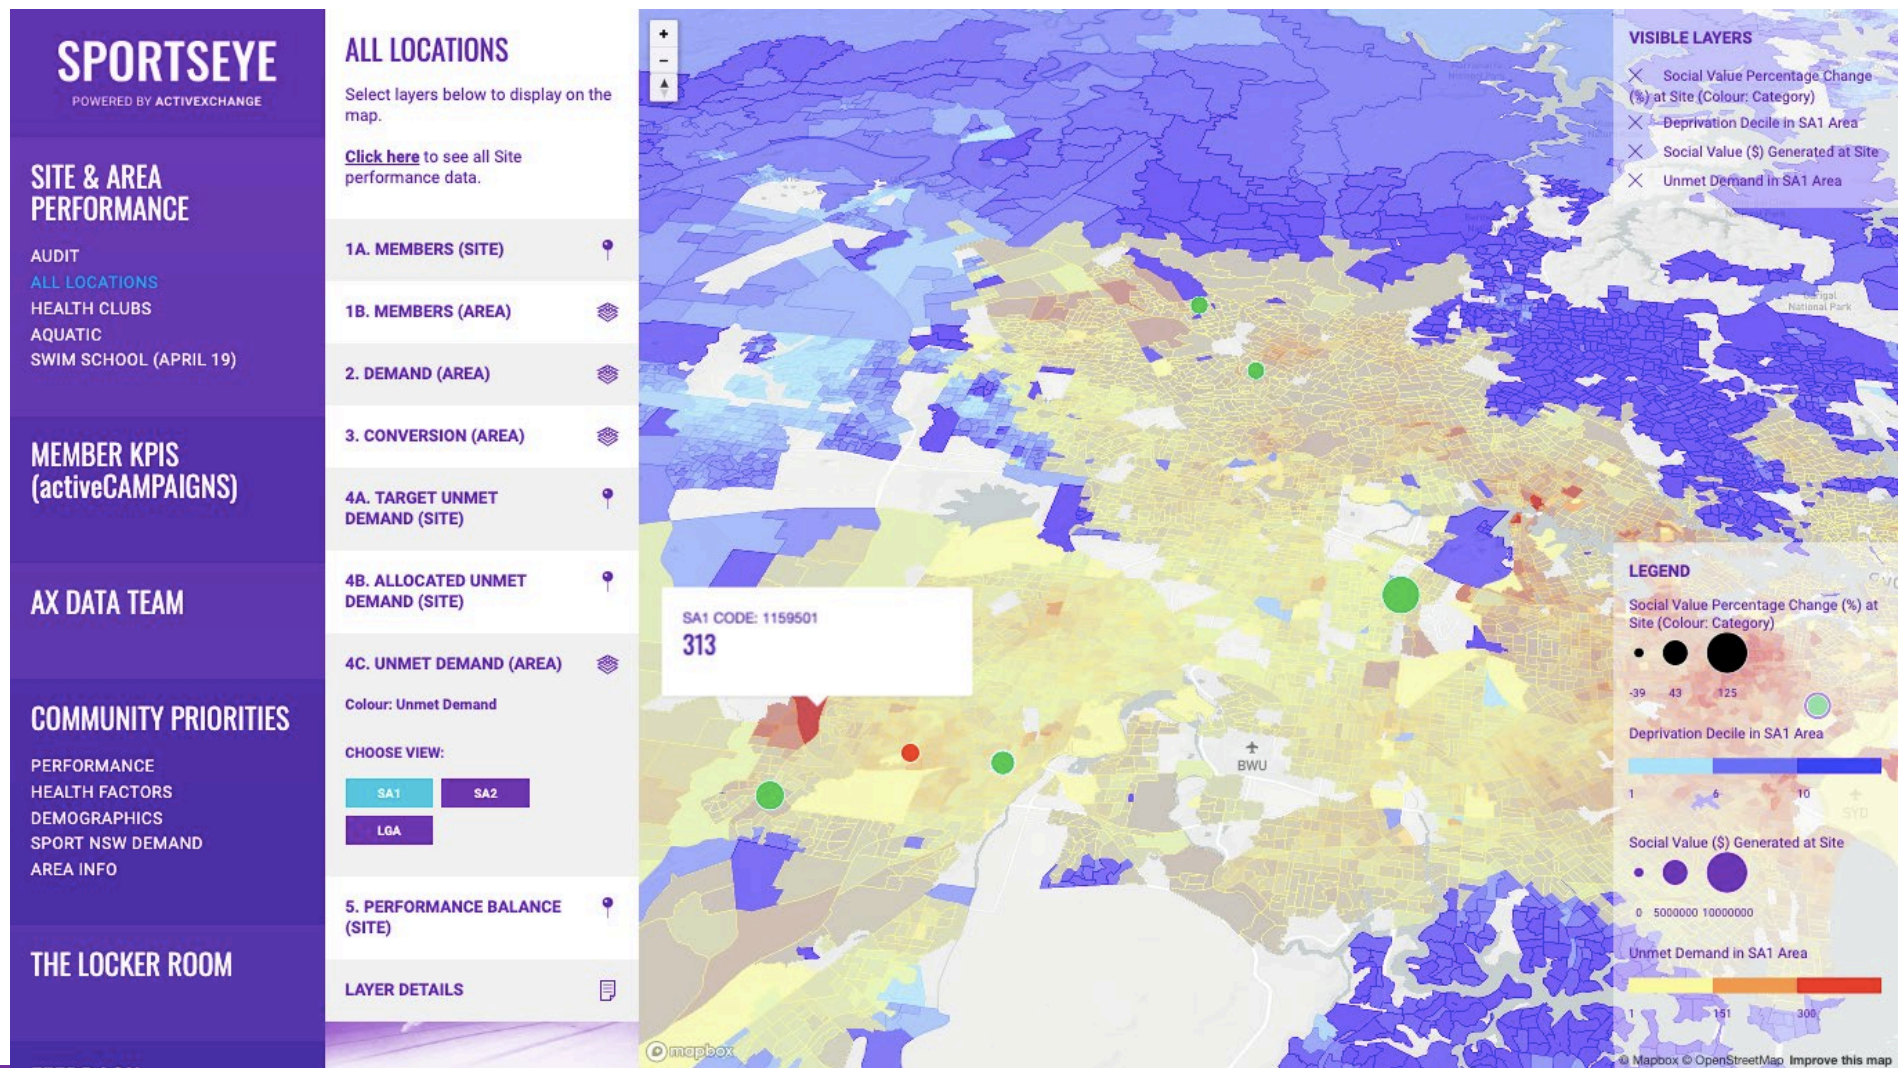 SPORTSEYE
POWERED BY ACTIVEXCHANGE
SITE & AREA
PERFORMANCE
AUDIT
ALL LOCATIONS
HEALTH CLUBS
AQUATIC
SWIM SCHOOL (APRIL 19)
MEMBER KPIS
(activeCAMPAIGNS)
AX DATA TEAM
COMMUNITY PRIORITIES
PERFORMANCE
HEALTH FACTORS
DEMOGRAPHICS
SPORT NSW DEMAND
AREA INFO
THE LOCKER ROOM
ALL LOCATIONS
Select layers below to display on the
map.
Click here to see all Site
performance data.
1A. MEMBERS (SITE)
1B. MEMBERS (AREA)
2. DEMAND (AREA)
3. CONVERSION (AREA)
4A. TARGET UNMET
DEMAND (SITE)
4B. ALLOCATED UNMET
DEMAND (SITE)
4C. UNMET DEMAND (AREA)
Colour: Unmet Demand
CHOOSE VIEW:
SA1
SA2
LGA
5. PERFORMANCE BALANCE
(SITE)
LAYER DETAILS
+
−
SA1 CODE: 1159501
313
BWU
National Park
mapbox
VISIBLE LAYERS
Social Value Percentage Change
(%) at Site (Colour: Category)
Deprivation Decile in SA1 Area
Social Value ($) Generated at Site
Unmet Demand in SA1 Area
LEGEND
Social Value Percentage Change (%) at
Site (Colour: Category)
-39 43 125
Deprivation Decile in SA1 Area
1 6 10
SYD
Social Value ($) Generated at Site
0 5000000 10000000
Unmet Demand in SA1 Area
1 151 300
© Mapbox © OpenStreetMap Improve this map